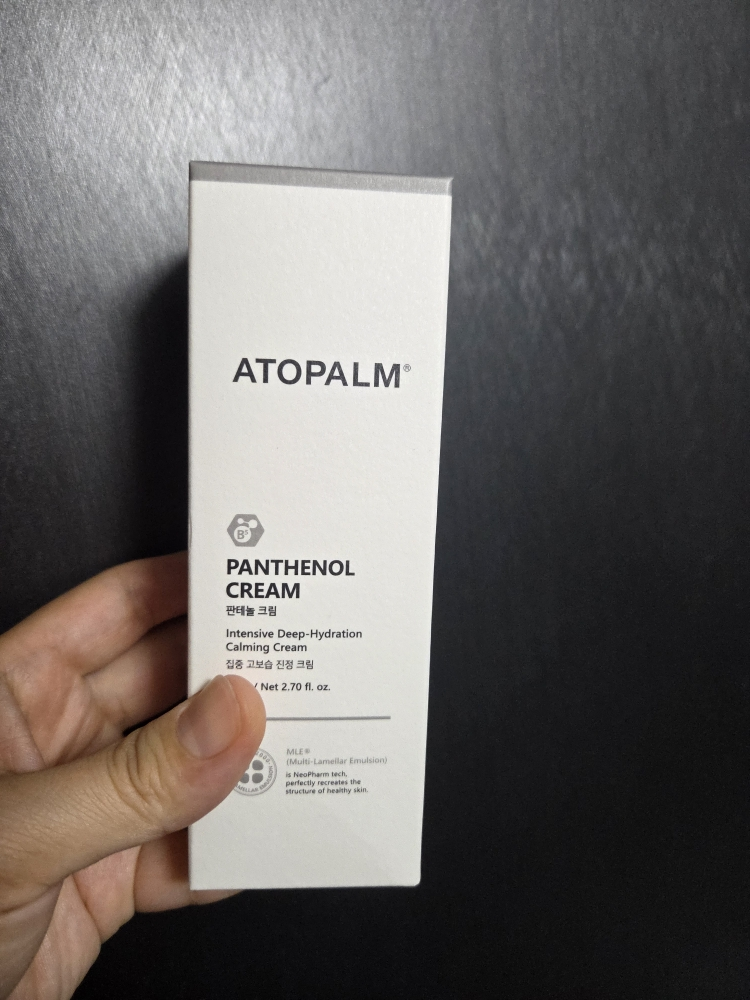 ATOPALM®
B5
PANTHENOL
CREAM
판테놀 크림
Intensive Deep-Hydration
Calming Cream
집중 고보습 진정 크림
/ Net 2.70 fl. oz.
MLE®
(Multi-Lamellar Emulsion)
is NeoPharm tech,
perfectly recreates the
structure of healthy skin.